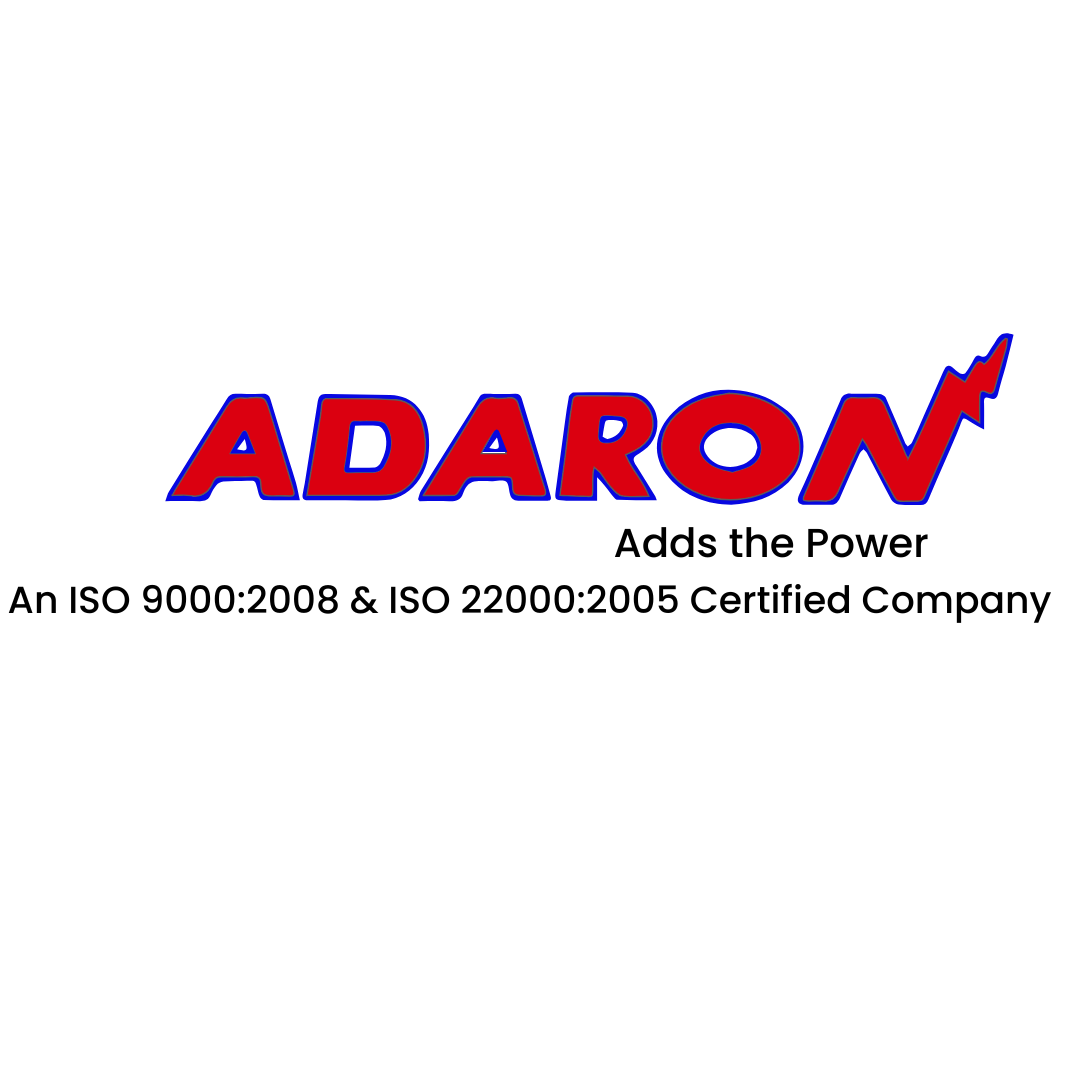 ADARON
Adds the Power
An ISO 9000:2008 & ISO 22000:2005 Certified Company